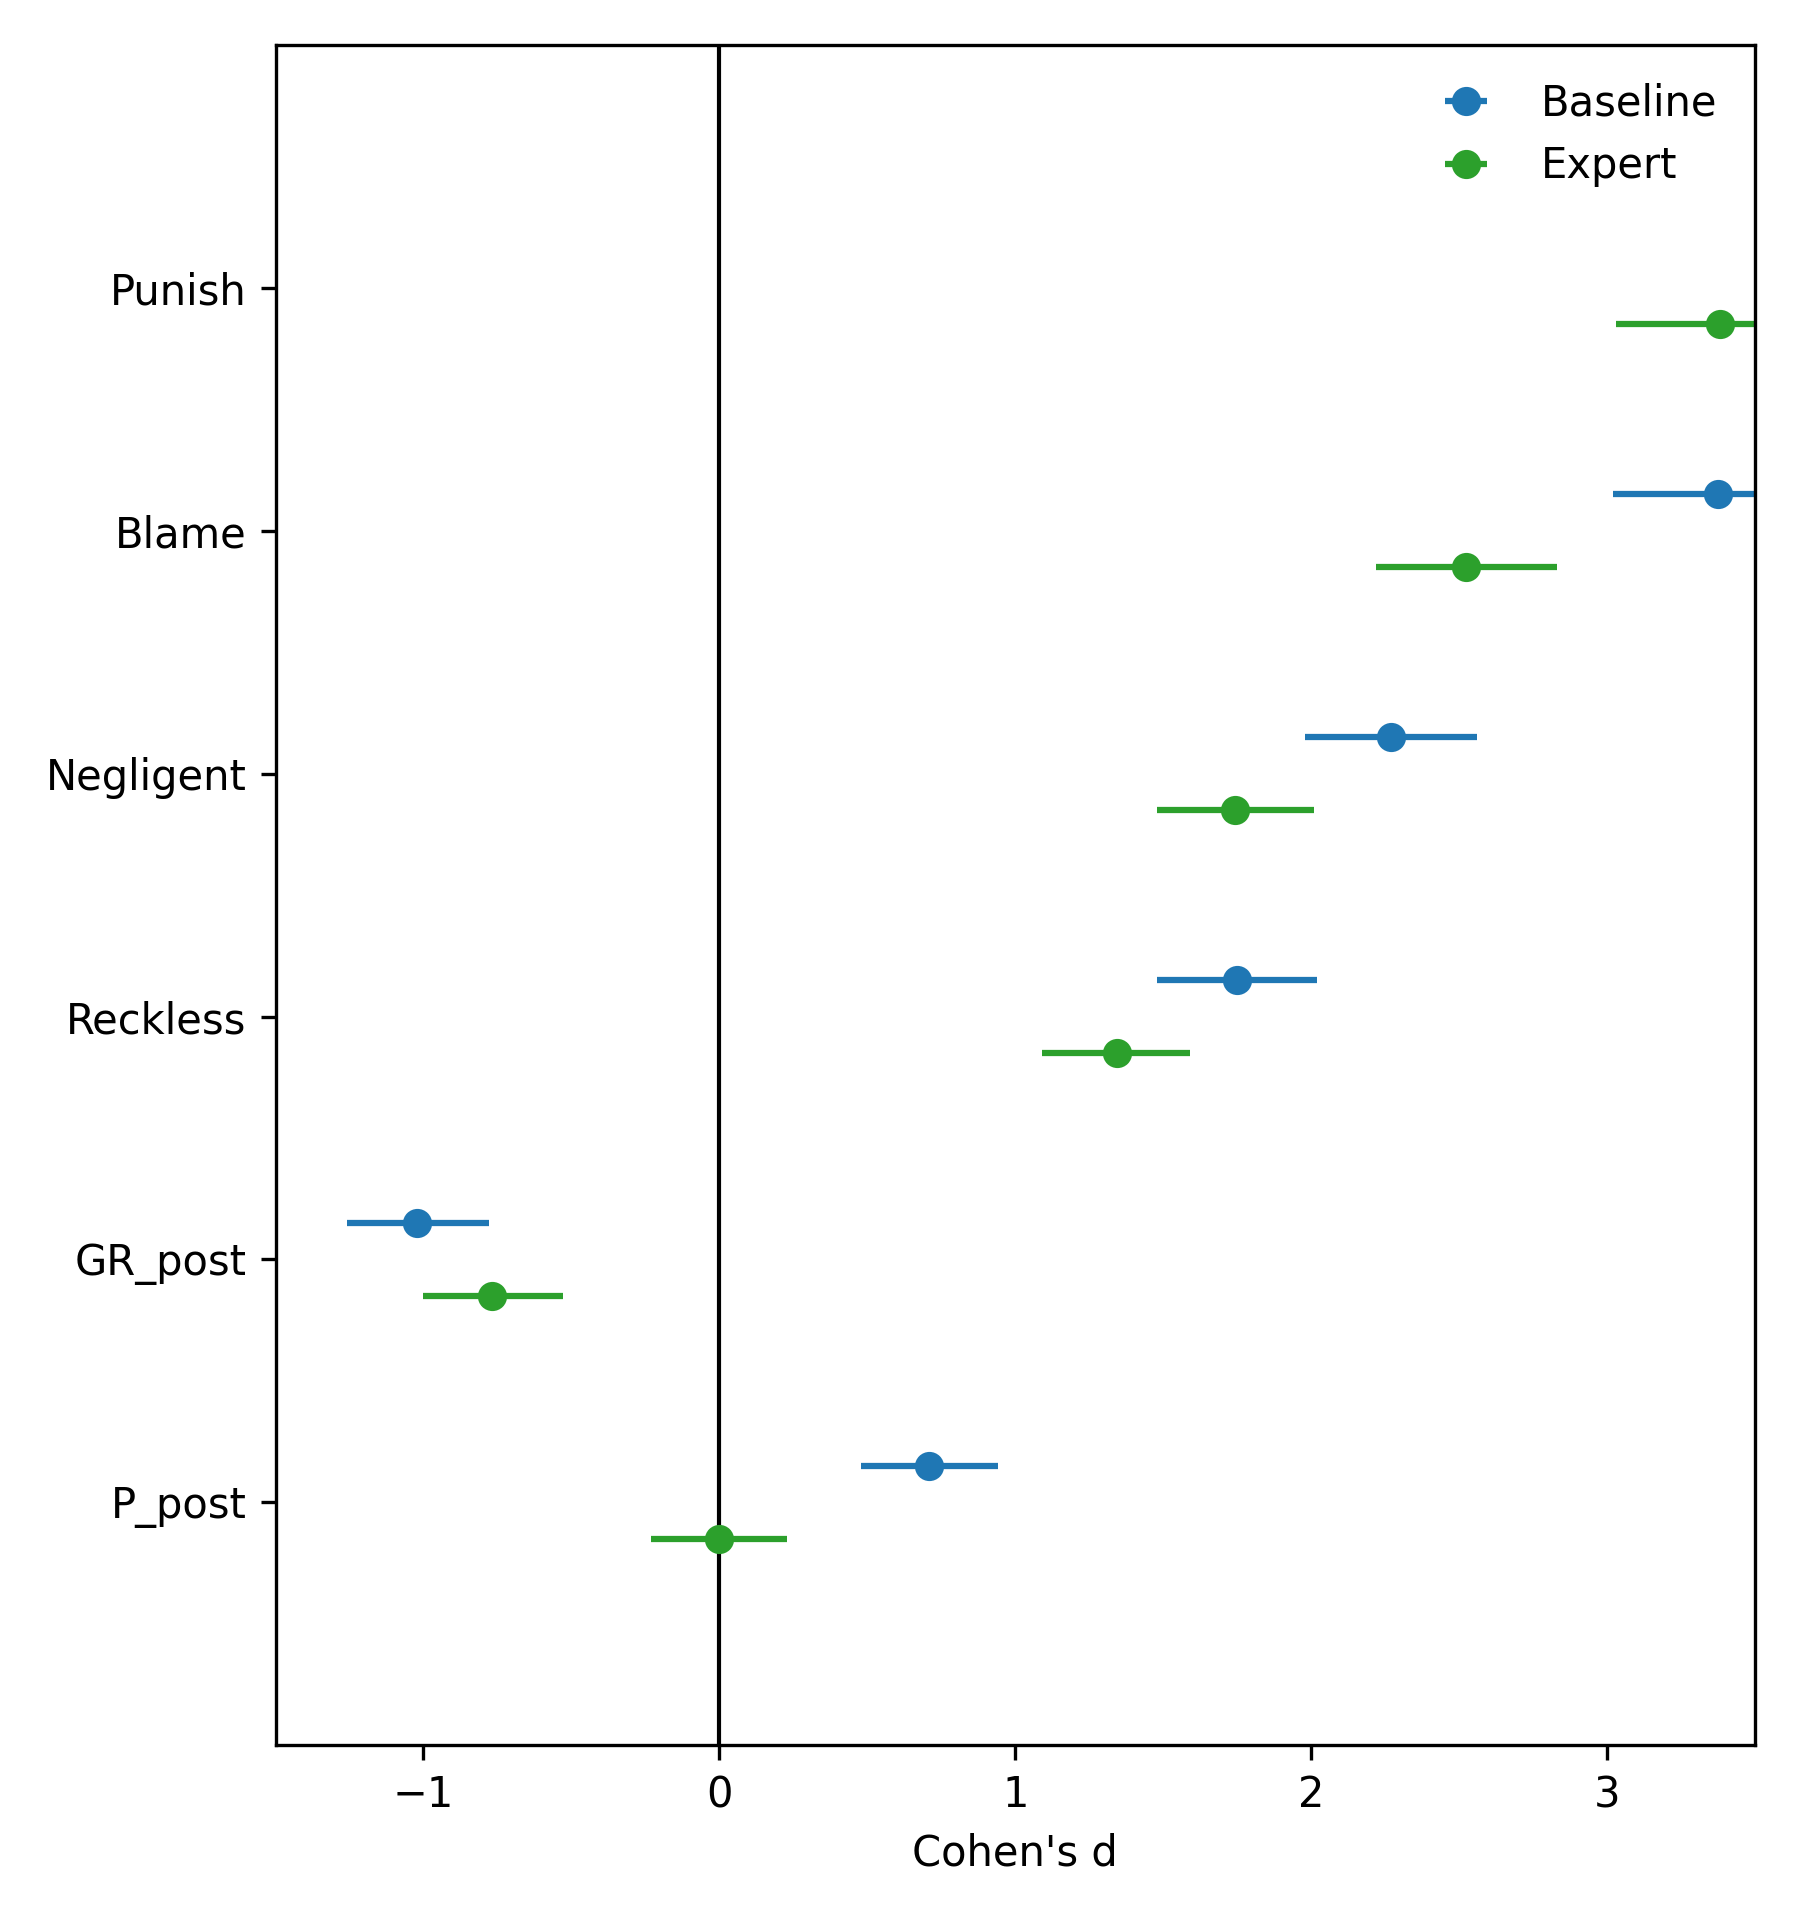 Baseline
Expert
Punish
Blame
Negligent
Reckless
GR_post
P_post
−1 0 1 2 3
Cohen's d